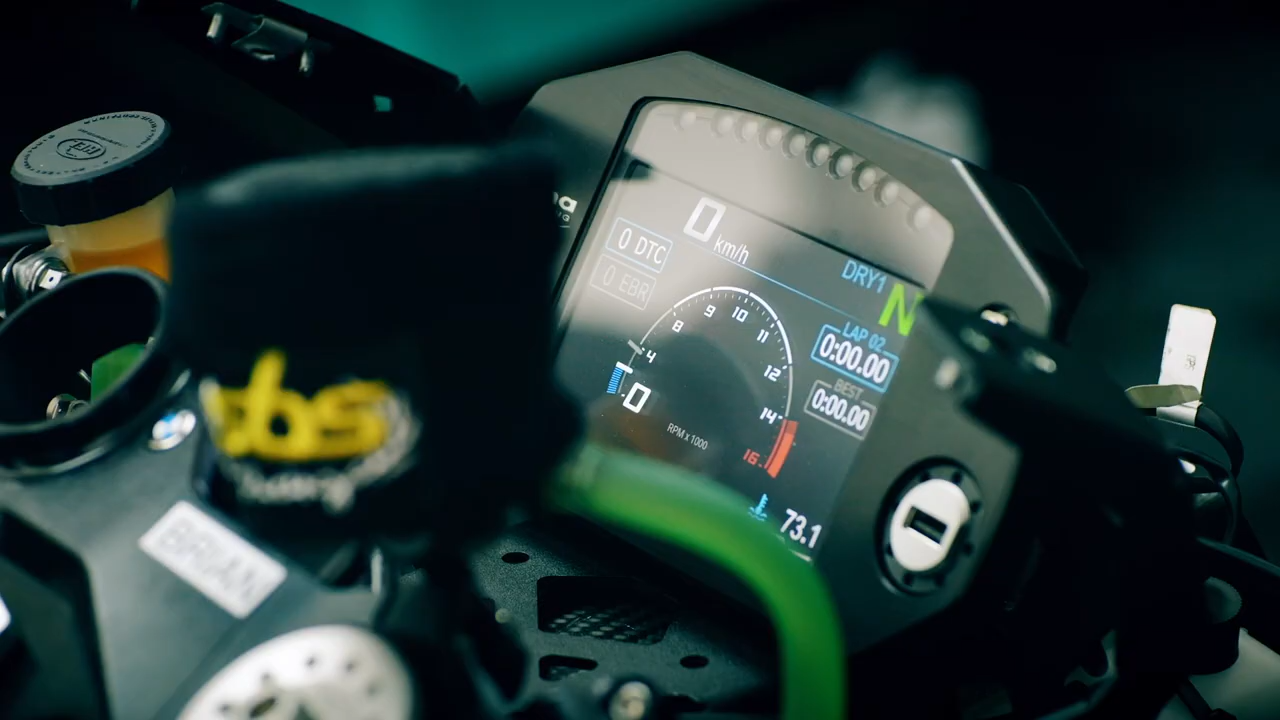 0 km/h
0 DTC
0 EBR
DRY1
N
LAP 02
0:00.00
BEST
0:00.00
4
8
9
10
11
12
14
16
0
RPM x 1000
73.1
BRIAN